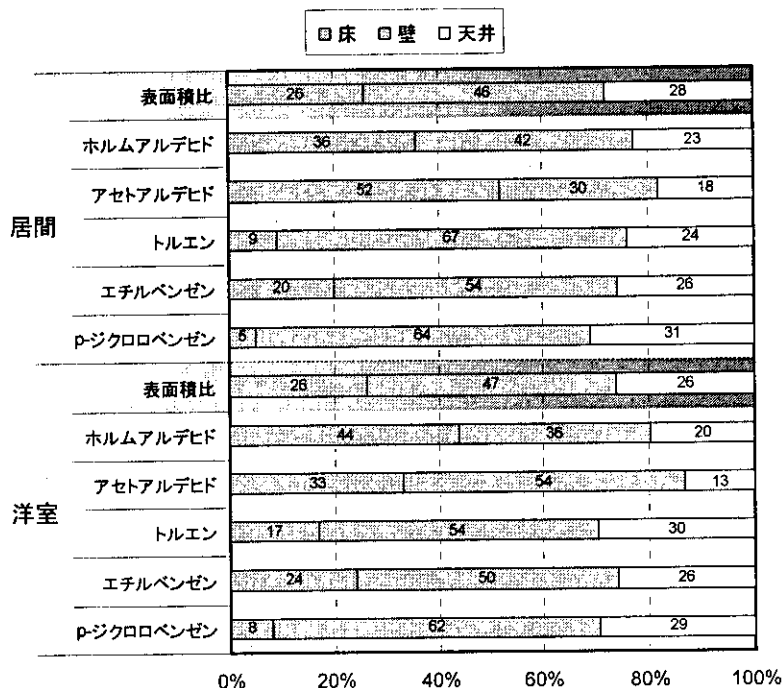 床 壁 天井
居間
表面積比 26 46 28
ホルムアルデヒド 36 42 23
アセトアルデヒド 52 30 18
トルエン 9 67 24
エチルベンゼン 20 54 26
p-ジクロロベンゼン 5 64 31
洋室
表面積比 26 47 26
ホルムアルデヒド 44 36 20
アセトアルデヒド 33 54 13
トルエン 17 54 30
エチルベンゼン 24 50 26
p-ジクロロベンゼン 8 62 29
0% 20% 40% 60% 80% 100%